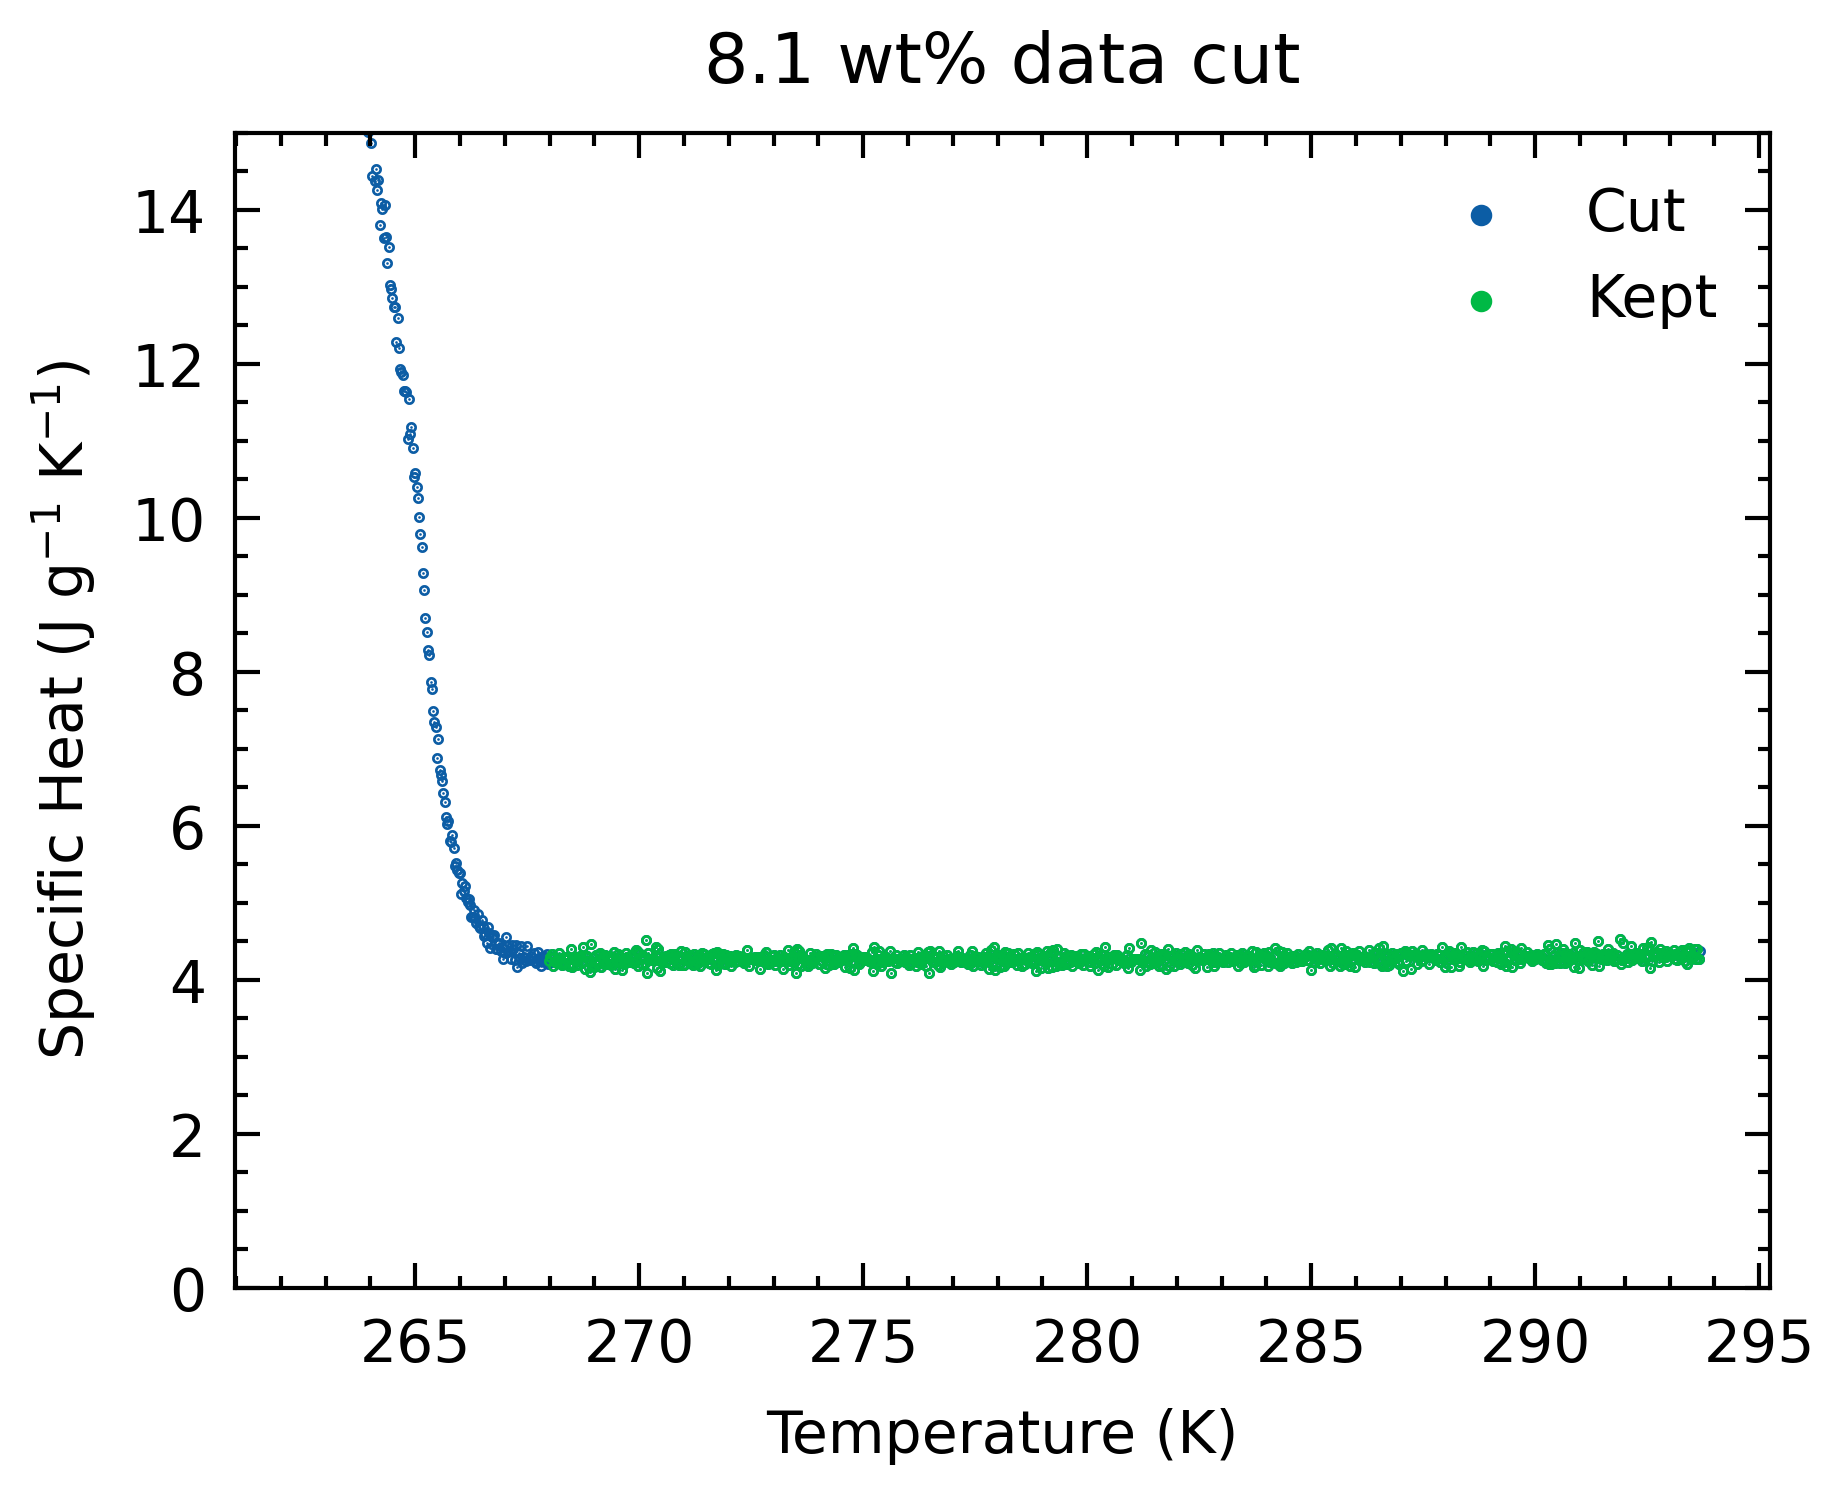 8.1 wt% data cut
Cut
Kept
14
12
10
8
6
4
2
0
Specific Heat (J g⁻¹ K⁻¹)
265 270 275 280 285 290 295
Temperature (K)